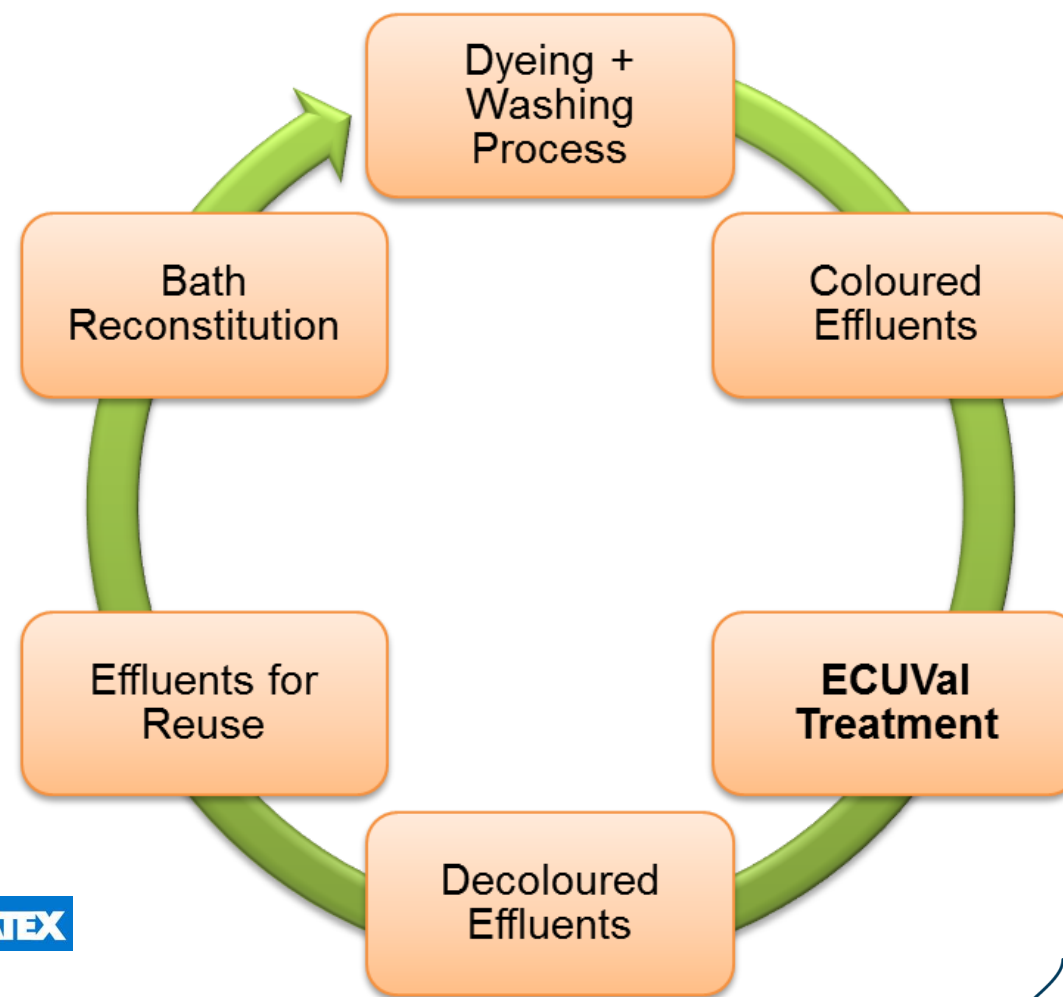 Dyeing +
Washing
Process
Coloured
Effluents
ECUVal
Treatment
Decoloured
Effluents
Effluents for
Reuse
Bath
Reconstitution